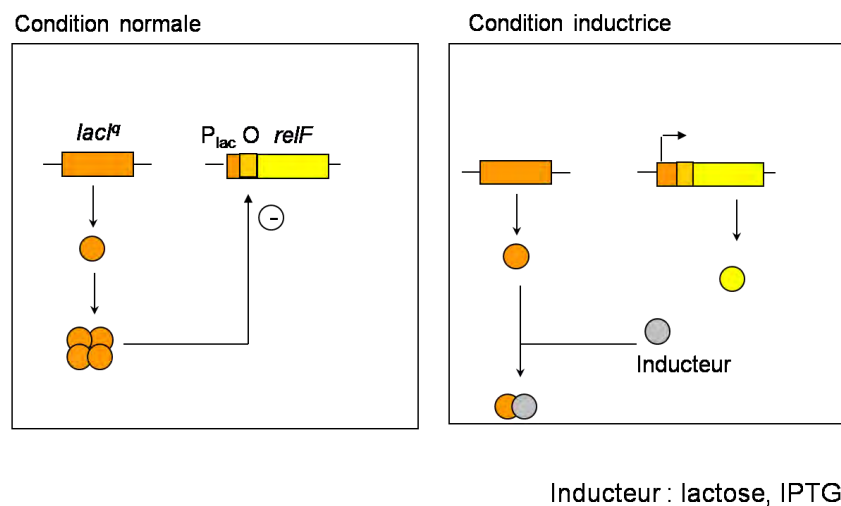 Condition normale
lacIq
Plac O relF
-
Condition inductrice
Inducteur
Inducteur : lactose, IPTG